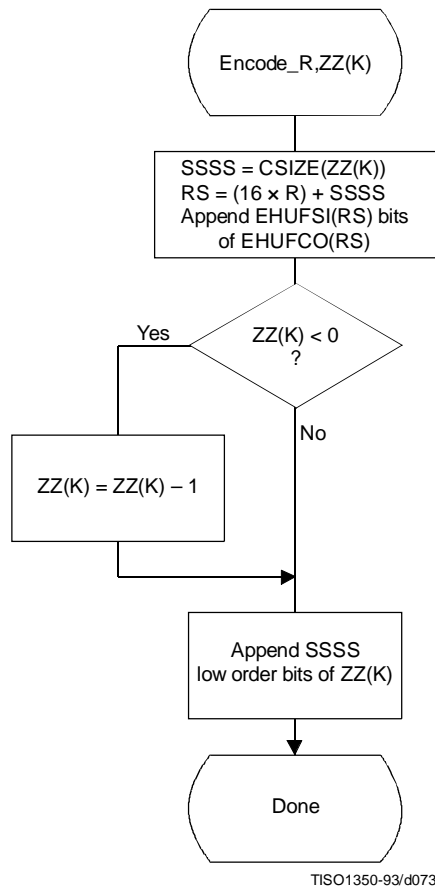 Encode_R,ZZ(K)
SSSS = CSIZE(ZZ(K))
RS = (16 × R) + SSSS
Append EHUFSI(RS) bits
of EHUFCO(RS)
ZZ(K) < 0
?
Yes
No
ZZ(K) = ZZ(K) – 1
Append SSSS
low order bits of ZZ(K)
Done
TISO1350-93/d073